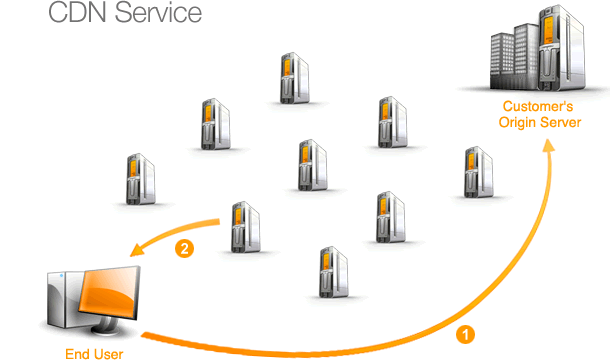 CDN Service
Customer's
Origin Server
2
1
End User